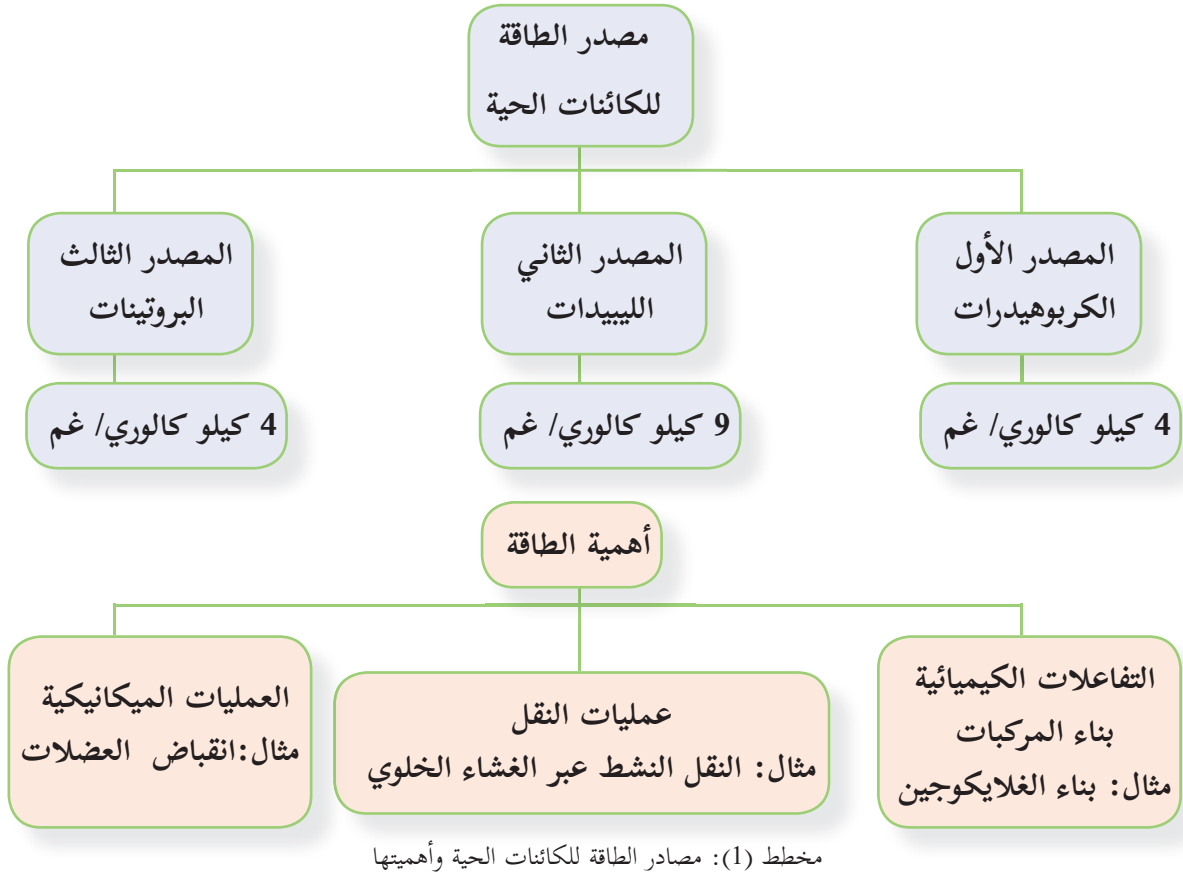 مصدر الطاقة
للكائنات الحية
المصدر الأول
الكربوهيدرات
المصدر الثاني
الليبيدات
المصدر الثالث
البروتينات
4 كيلو كالوري/ غم
9 كيلو كالوري/ غم
4 كيلو كالوري/ غم
أهمية الطاقة
التفاعلات الكيميائية
بناء المركبات
مثال: بناء الغلايكوجين
عمليات النقل
مثال: النقل النشط عبر الغشاء الخلوي
العمليات الميكانيكية
مثال:انقباض العضلات
مخطط (1): مصادر الطاقة للكائنات الحية وأهميتها